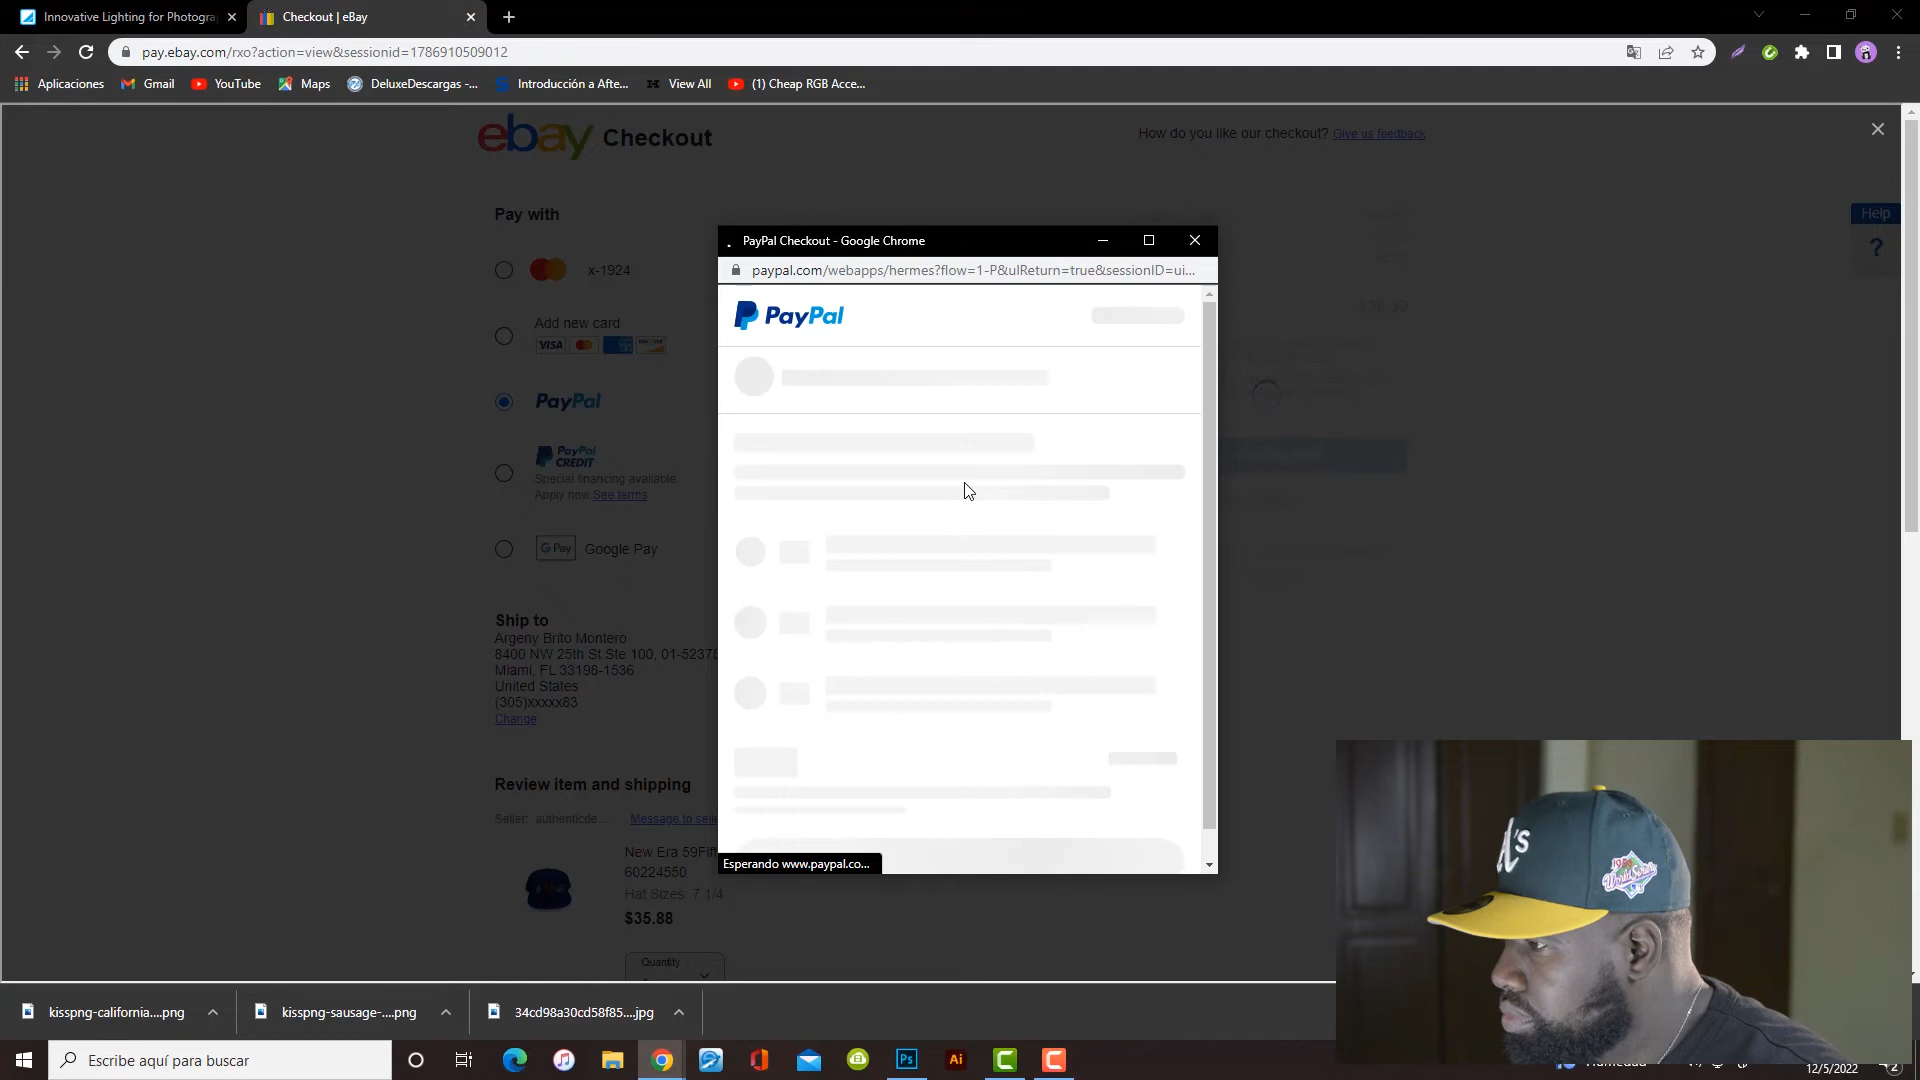 Innovative Lighting for Photogra
Checkout | eBay
pay.ebay.com/rxo?action=view&sessionid=1786910509012
Aplicaciones
Gmail
YouTube
Maps
DeluxeDescargas -...
Introducción a Afte...
View All
(1) Cheap RGB Acce...
ebay Checkout
How do you like our checkout? Give us feedback
Help
?
Pay with
x-1924
Add new card
VISA
PayPal
PayPal
CREDIT
Special financing available.
Apply now. See terms
G Pay
Google Pay
PayPal Checkout - Google Chrome
paypal.com/webapps/hermes?flow=1-P&ulReturn=true&sessionID=ui...
PayPal
Esperando www.paypal.co...
Ship to
Argeny Brito Montero
8400 NW 25th St Ste 100, 01-52378
Miami, FL 33198-1536
United States
(305)xxxxx83
Change
Review item and shipping
Seller: authenticde...
Message to selle
New Era 59Fif
60224550
Hat Sizes: 7 1/4
$35.88
Quantity
A's
World Series
kisspng-california....png
kisspng-sausage-....png
34cd98a30cd58f85....jpg
Escribe aquí para buscar
Ps
Ai
12/5/2022
2